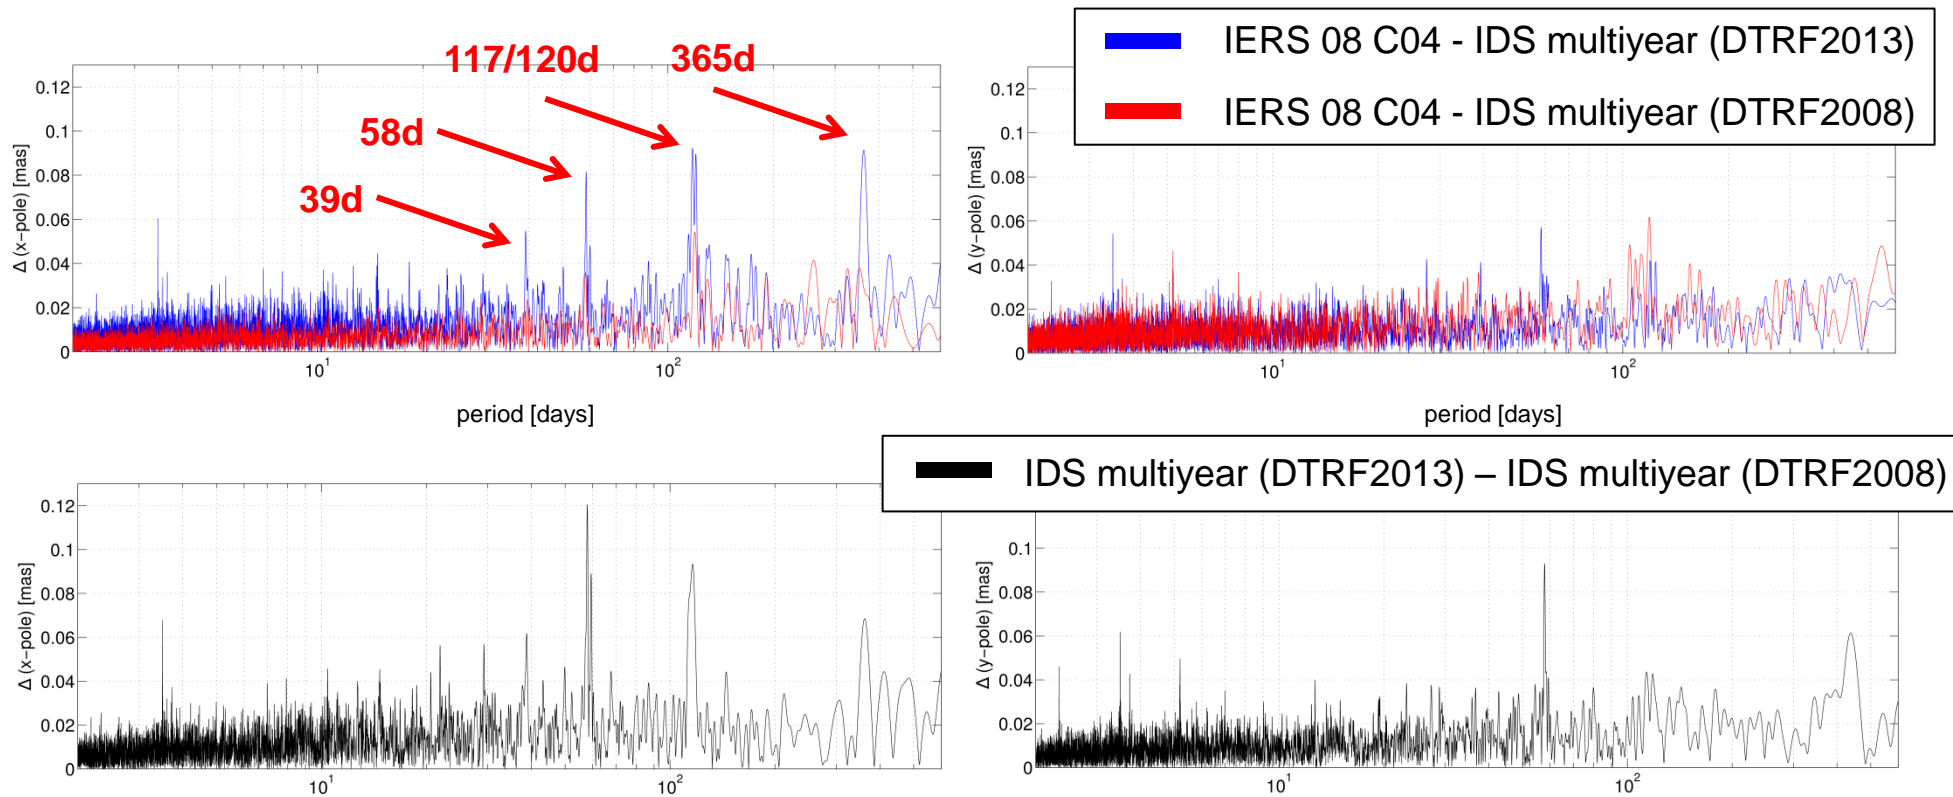 IERS 08 C04 - IDS multiyear (DTRF2013)
IERS 08 C04 - IDS multiyear (DTRF2008)
117/120d
365d
58d
39d
Δ (x−pole) [mas]
0.12
0.1
0.08
0.06
0.04
0.02
0
10¹
10²
period [days]
Δ (y−pole) [mas]
0.12
0.1
0.08
0.06
0.04
0.02
0
10¹
10²
period [days]
IDS multiyear (DTRF2013) – IDS multiyear (DTRF2008)
Δ (x−pole) [mas]
0.12
0.1
0.08
0.06
0.04
0.02
0
10¹
10²
Δ (y−pole) [mas]
0.1
0.08
0.06
0.04
0.02
0
10¹
10²